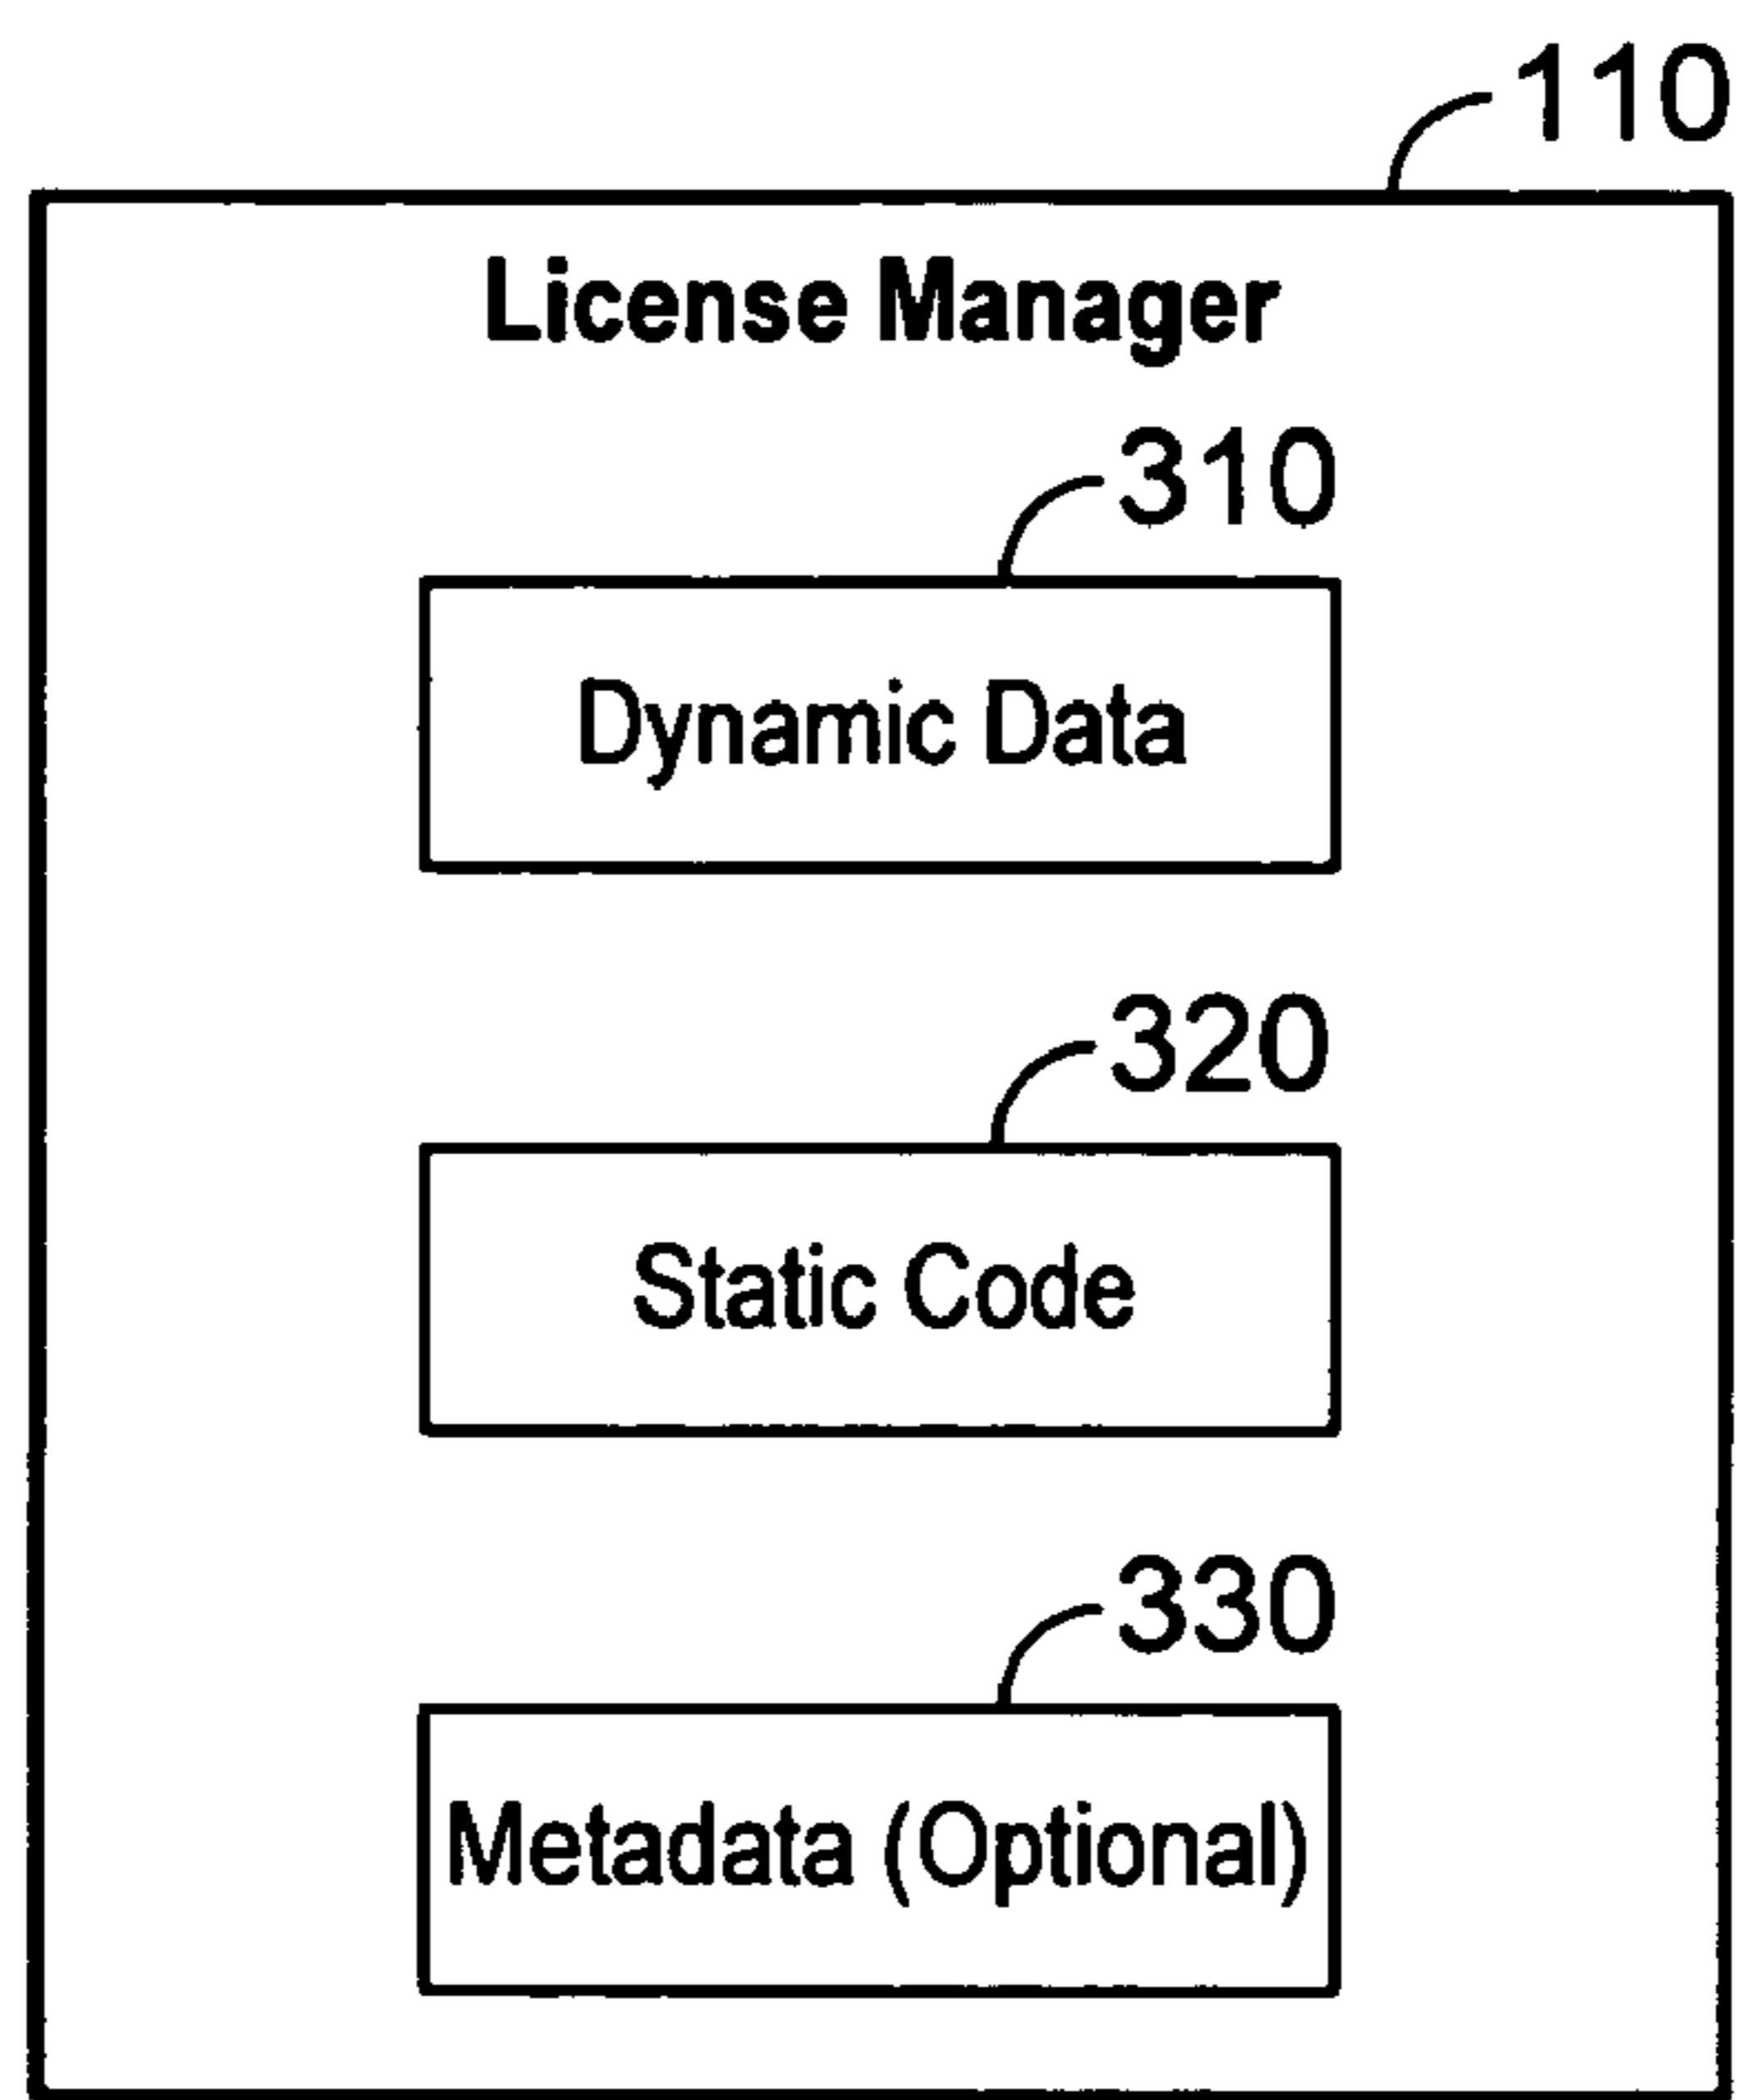 110
License Manager
310
Dynamic Data
320
Static Code
330
Metadata (Optional)